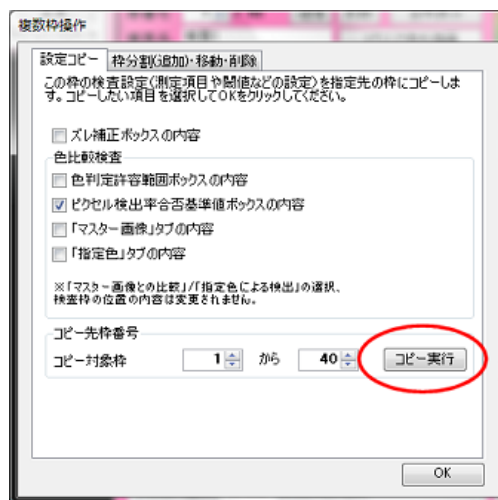 複数枠操作
設定コピー 枠分割(追加)・移動・削除
この枠の検査設定(測定項目や閾値などの設定)を指定先の枠にコピーしま
す。コピーしたい項目を選択してOKをクリックしてください。
ズレ補正ボックスの内容
色比較検査
色判定許容範囲ボックスの内容
ピクセル検出率合否基準値ボックスの内容
「マスター画像」タブの内容
「指定色」タブの内容
※「マスター画像との比較」/「指定色による検出」の選択、
検査枠の位置の内容は変更されません。
コピー先枠番号
コピー対象枠 1 から 40 コピー実行
OK